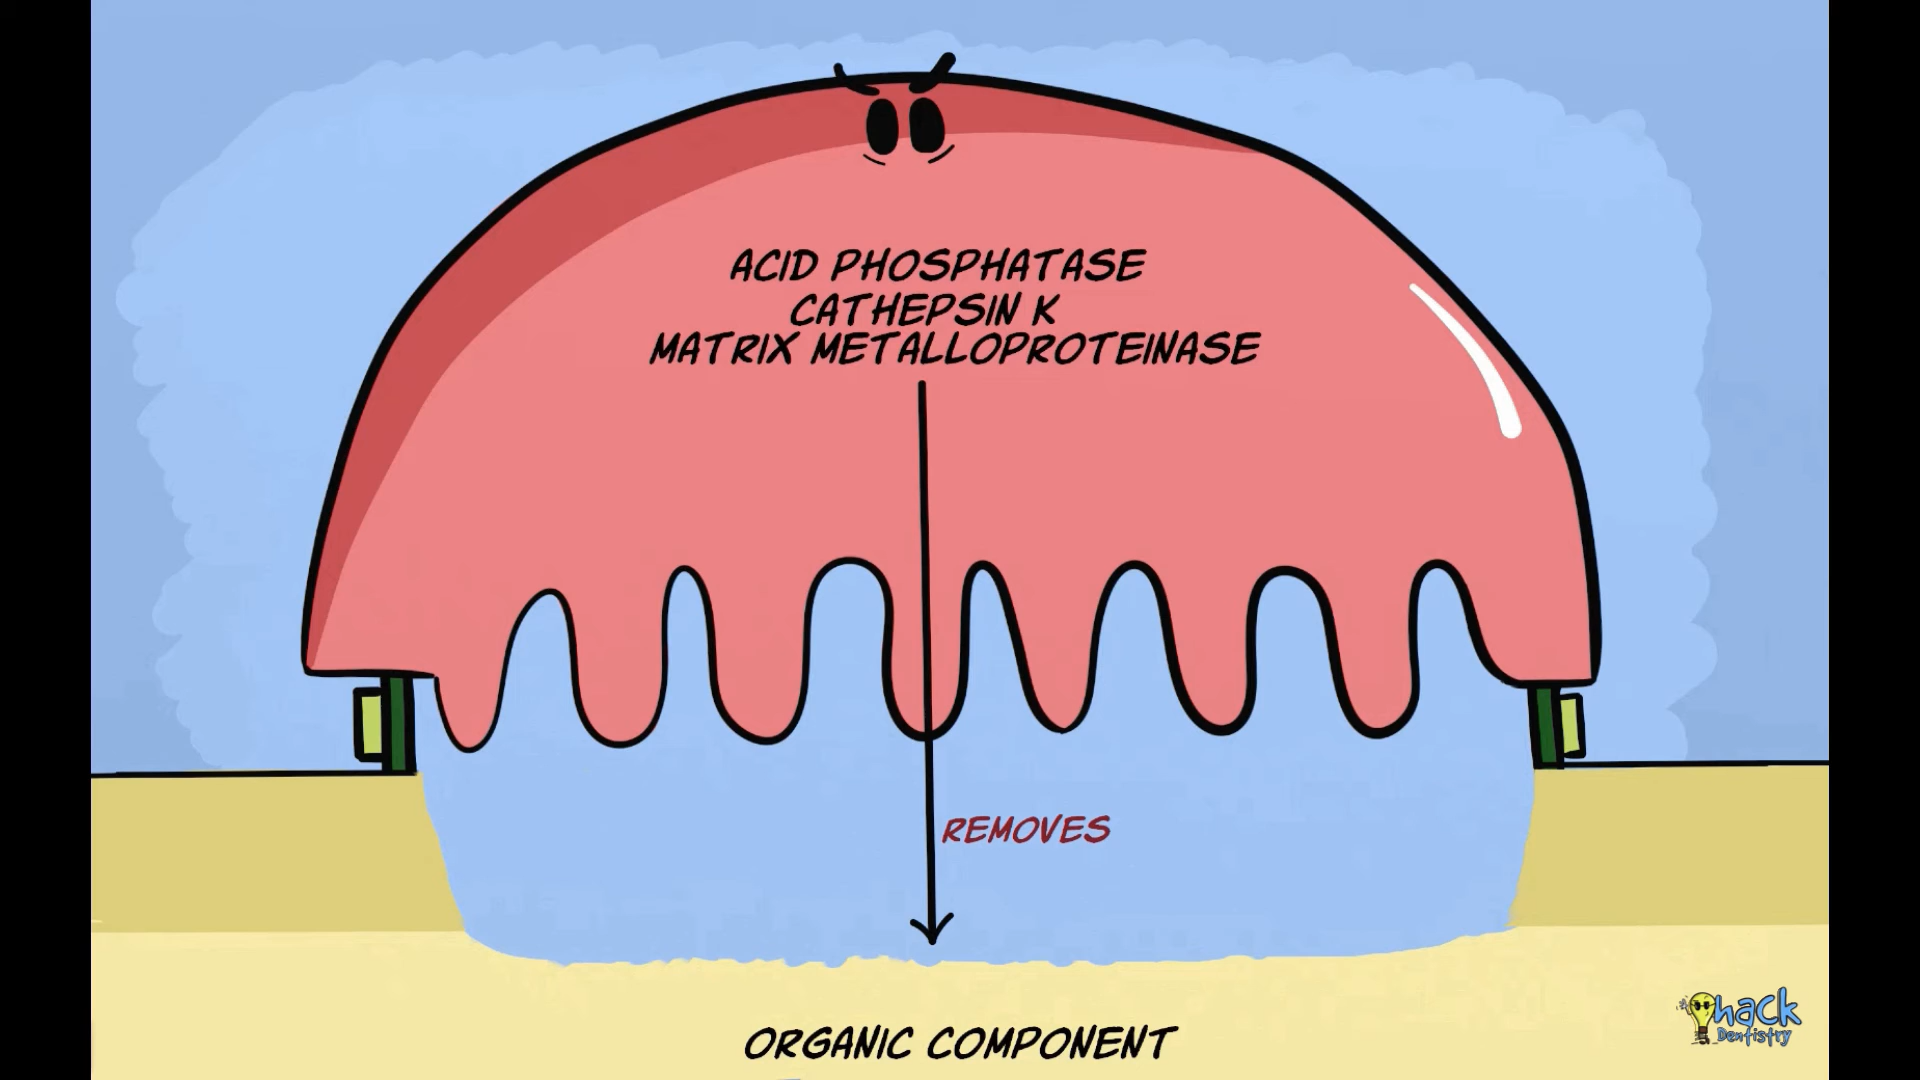 ACID PHOSPHATASE
CATHEPSIN K
MATRIX METALLOPROTEINASE
REMOVES
ORGANIC COMPONENT
hack
Dentistry